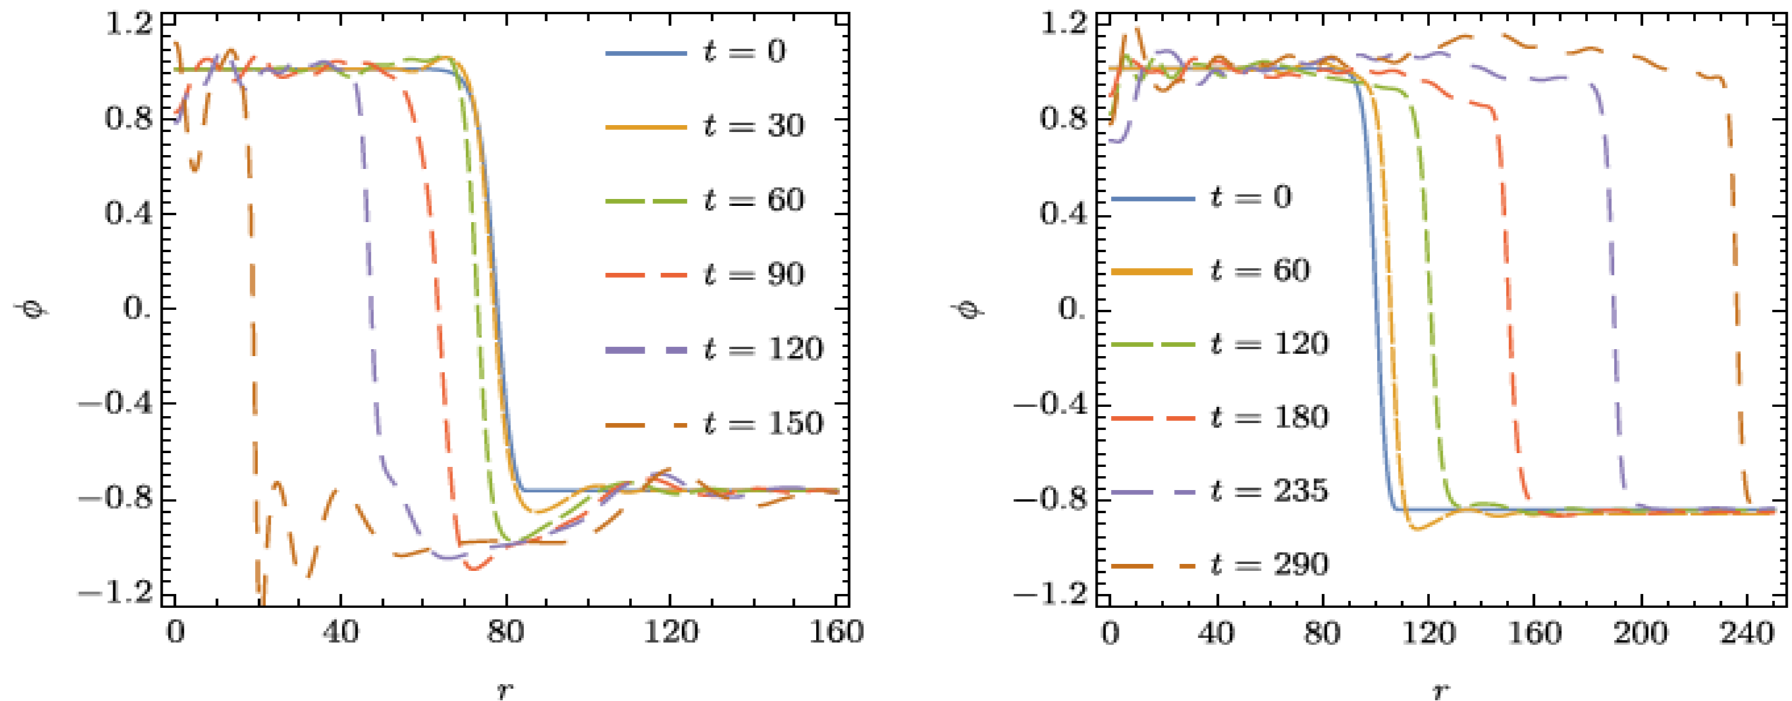 1.2
0.8
0.4
0.
−0.4
−0.8
−1.2
ϕ
0 40 80 120 160
r
t = 0
t = 30
t = 60
t = 90
t = 120
t = 150
1.2
0.8
0.4
0.
−0.4
−0.8
−1.2
ϕ
0 40 80 120 160 200 240
r
t = 0
t = 60
t = 120
t = 180
t = 235
t = 290